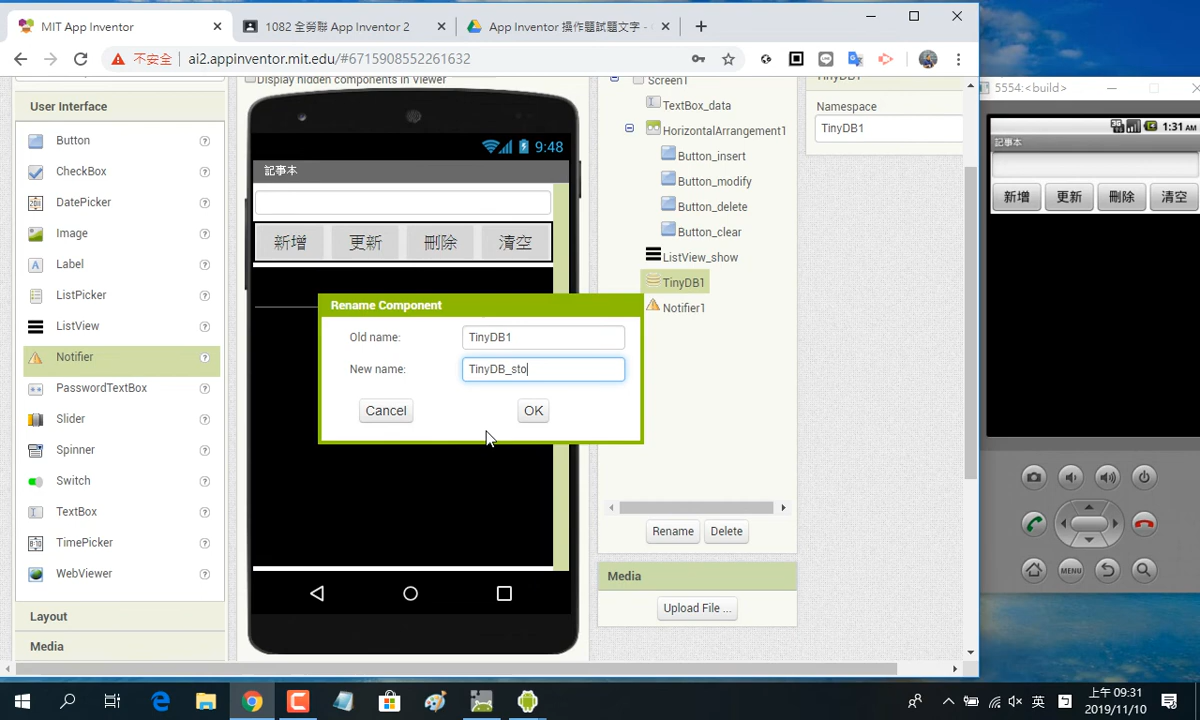 MIT App Inventor
1082 全勞聯 App Inventor 2
App Inventor 操作題試題文字 -
不安全
ai2.appinventor.mit.edu/#6715908552261632
User Interface
Button
CheckBox
DatePicker
Image
Label
ListPicker
ListView
Notifier
PasswordTextBox
Slider
Spinner
Switch
TextBox
TimePicker
WebViewer
Layout
Media
Display hidden components in Viewer
9:48
記事本
新增
更新
刪除
清空
Rename Component
Old name:
TinyDB1
New name:
TinyDB_sto
Cancel
OK
Screen1
TextBox_data
HorizontalArrangement1
Button_insert
Button_modify
Button_delete
Button_clear
ListView_show
TinyDB1
Notifier1
Rename
Delete
Media
Upload File ...
TinyDB1
Namespace
TinyDB1
5554:<build>
1:31 AM
記事本
新增
更新
刪除
清空
MENU
英
上午 09:31
2019/11/10